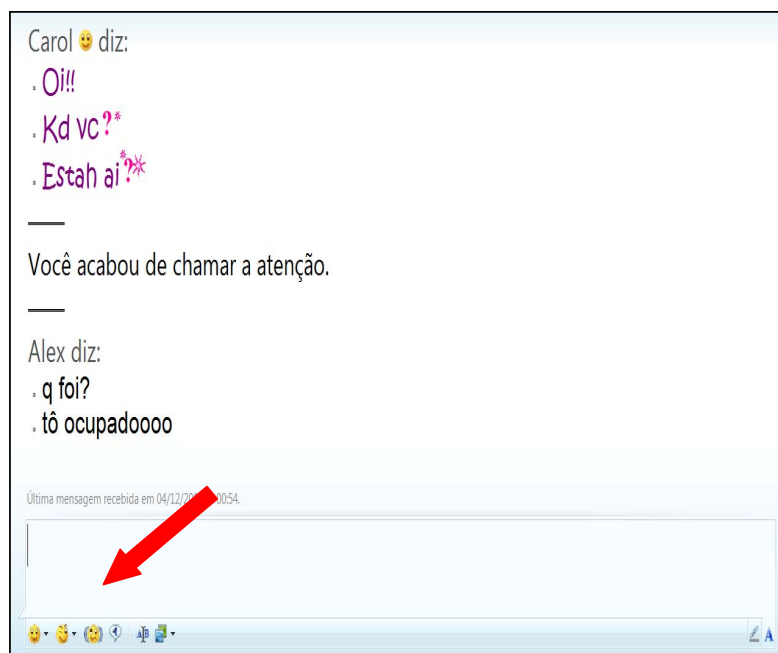 Carol diz:
. Oi!!
. Kd vc?*
. Estah ai?*
Você acabou de chamar a atenção.
Alex diz:
. q foi?
. tô ocupadoooo
Última mensagem recebida em 04/12/ 00:54.
A